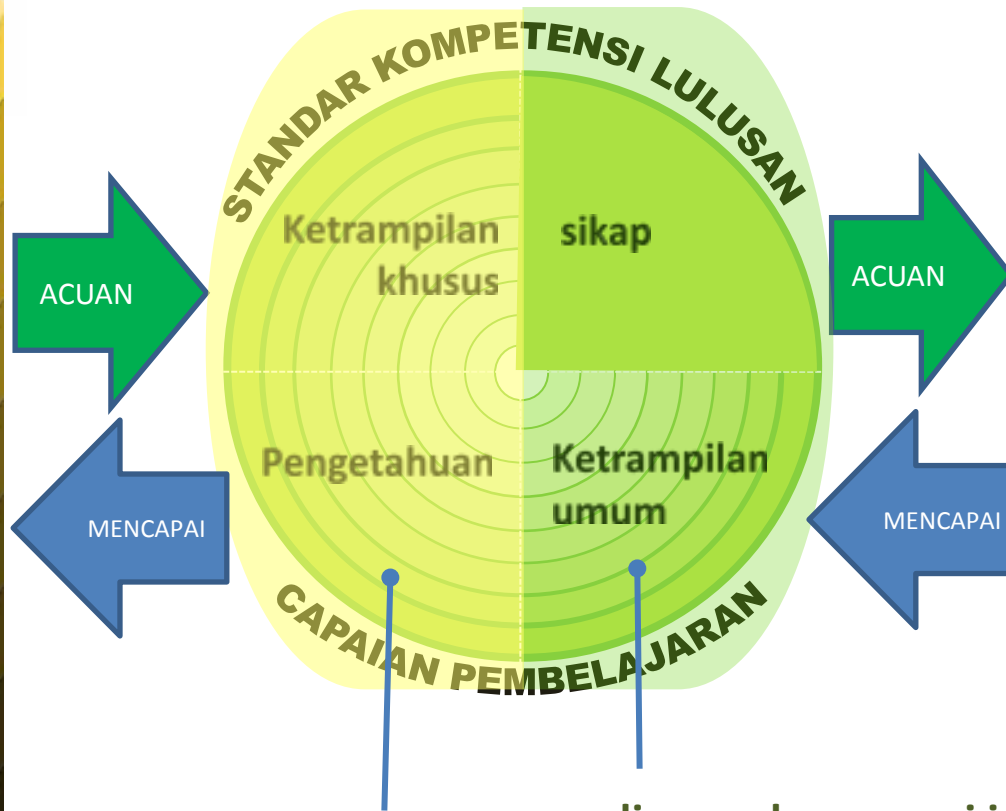 STANDAR KOMPETENSI LULUSAN
Ketrampilan
khusus
sikap
ACUAN
ACUAN
Pengetahuan
Ketrampilan
umum
MENCAPAI
MENCAPAI
CAPAIAN PEMBELAJARAN